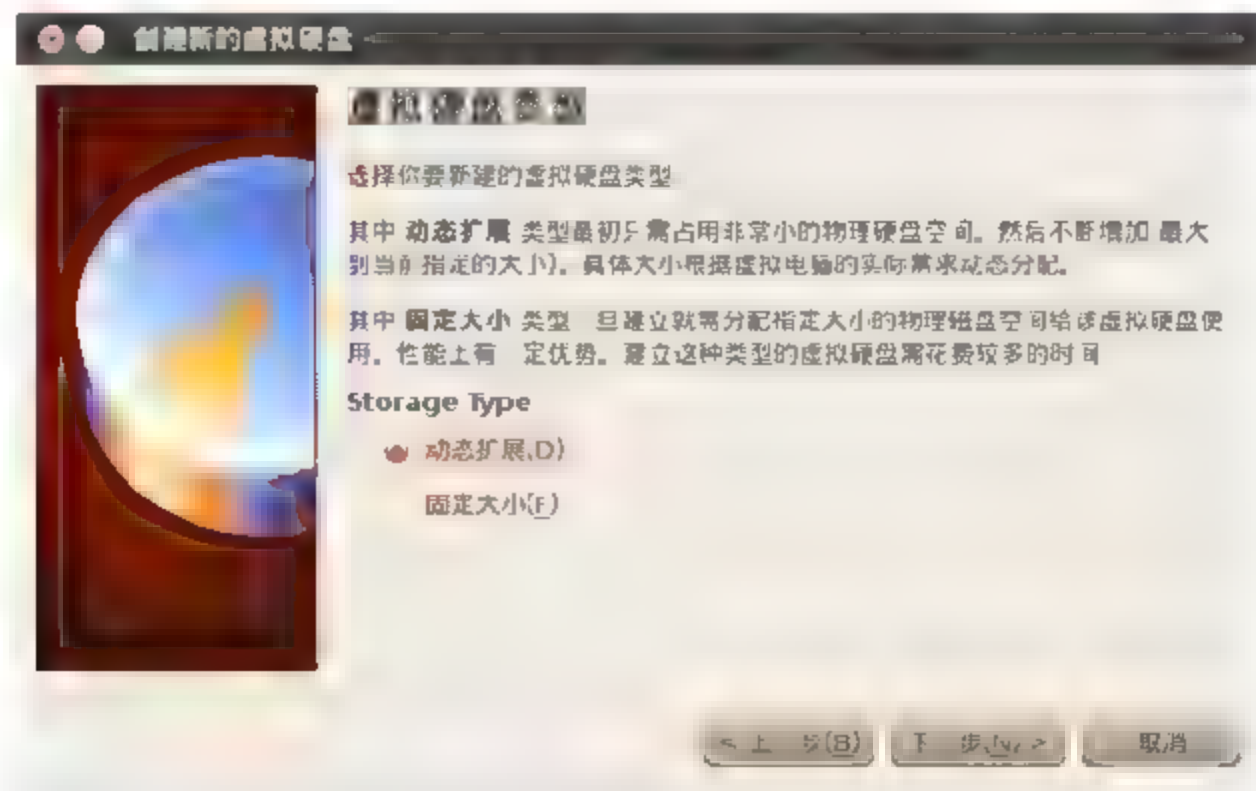 创建新的虚拟硬盘
虚拟硬盘类型
选择你要新建的虚拟硬盘类型
其中 动态扩展 类型最初只需占用非常小的物理硬盘空间。然后不断增加 最大
到当前指定的大小)。具体大小根据虚拟电脑的实际需求动态分配。
其中 固定大小 类型 旦建立就需分配指定大小的物理磁盘空间给该虚拟硬盘使
用。性能上有 定优势。建立这种类型的虚拟硬盘需花费较多的时间
Storage Type
动态扩展(D)
固定大小(F)
< 上一步(B)
下一步(N) >
取消